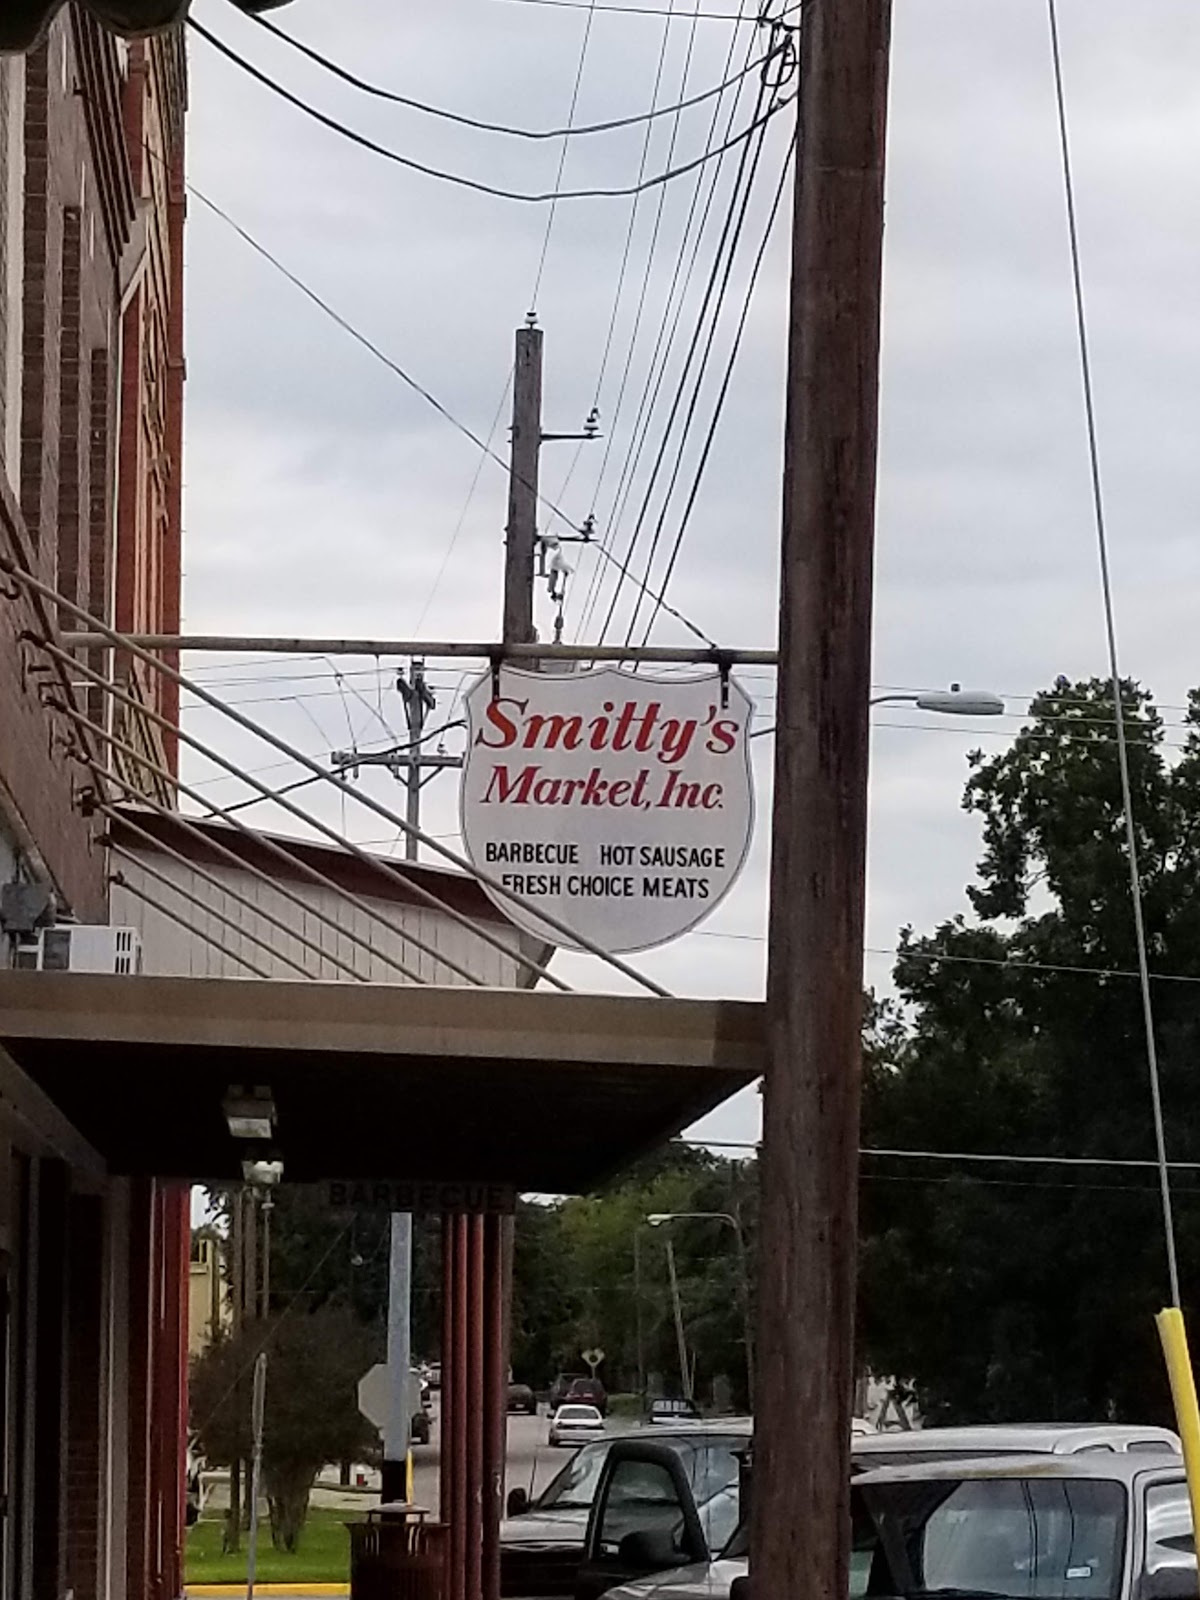 Smitty's
Market, Inc.
BARBECUE HOT SAUSAGE
FRESH CHOICE MEATS
BARBECUE